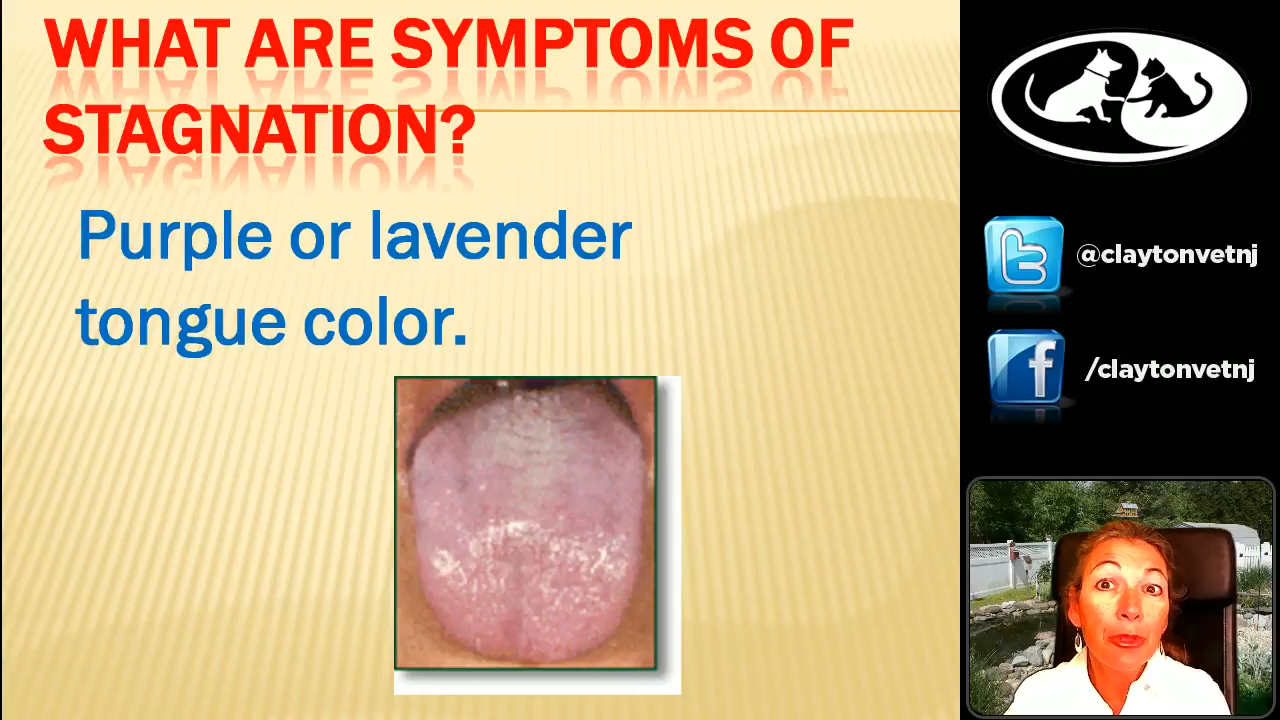 WHAT ARE SYMPTOMS OF
STAGNATION?
Purple or lavender
tongue color.
@claytonvetnj
/claytonvetnj